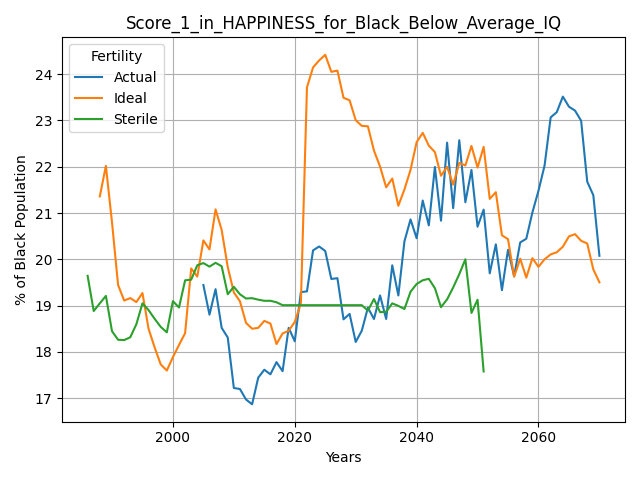 Score_1_in_HAPPINESS_for_Black_Below_Average_IQ
Fertility
Actual
Ideal
Sterile
% of Black Population
24
23
22
21
20
19
18
17
2000
2020
2040
2060
Years